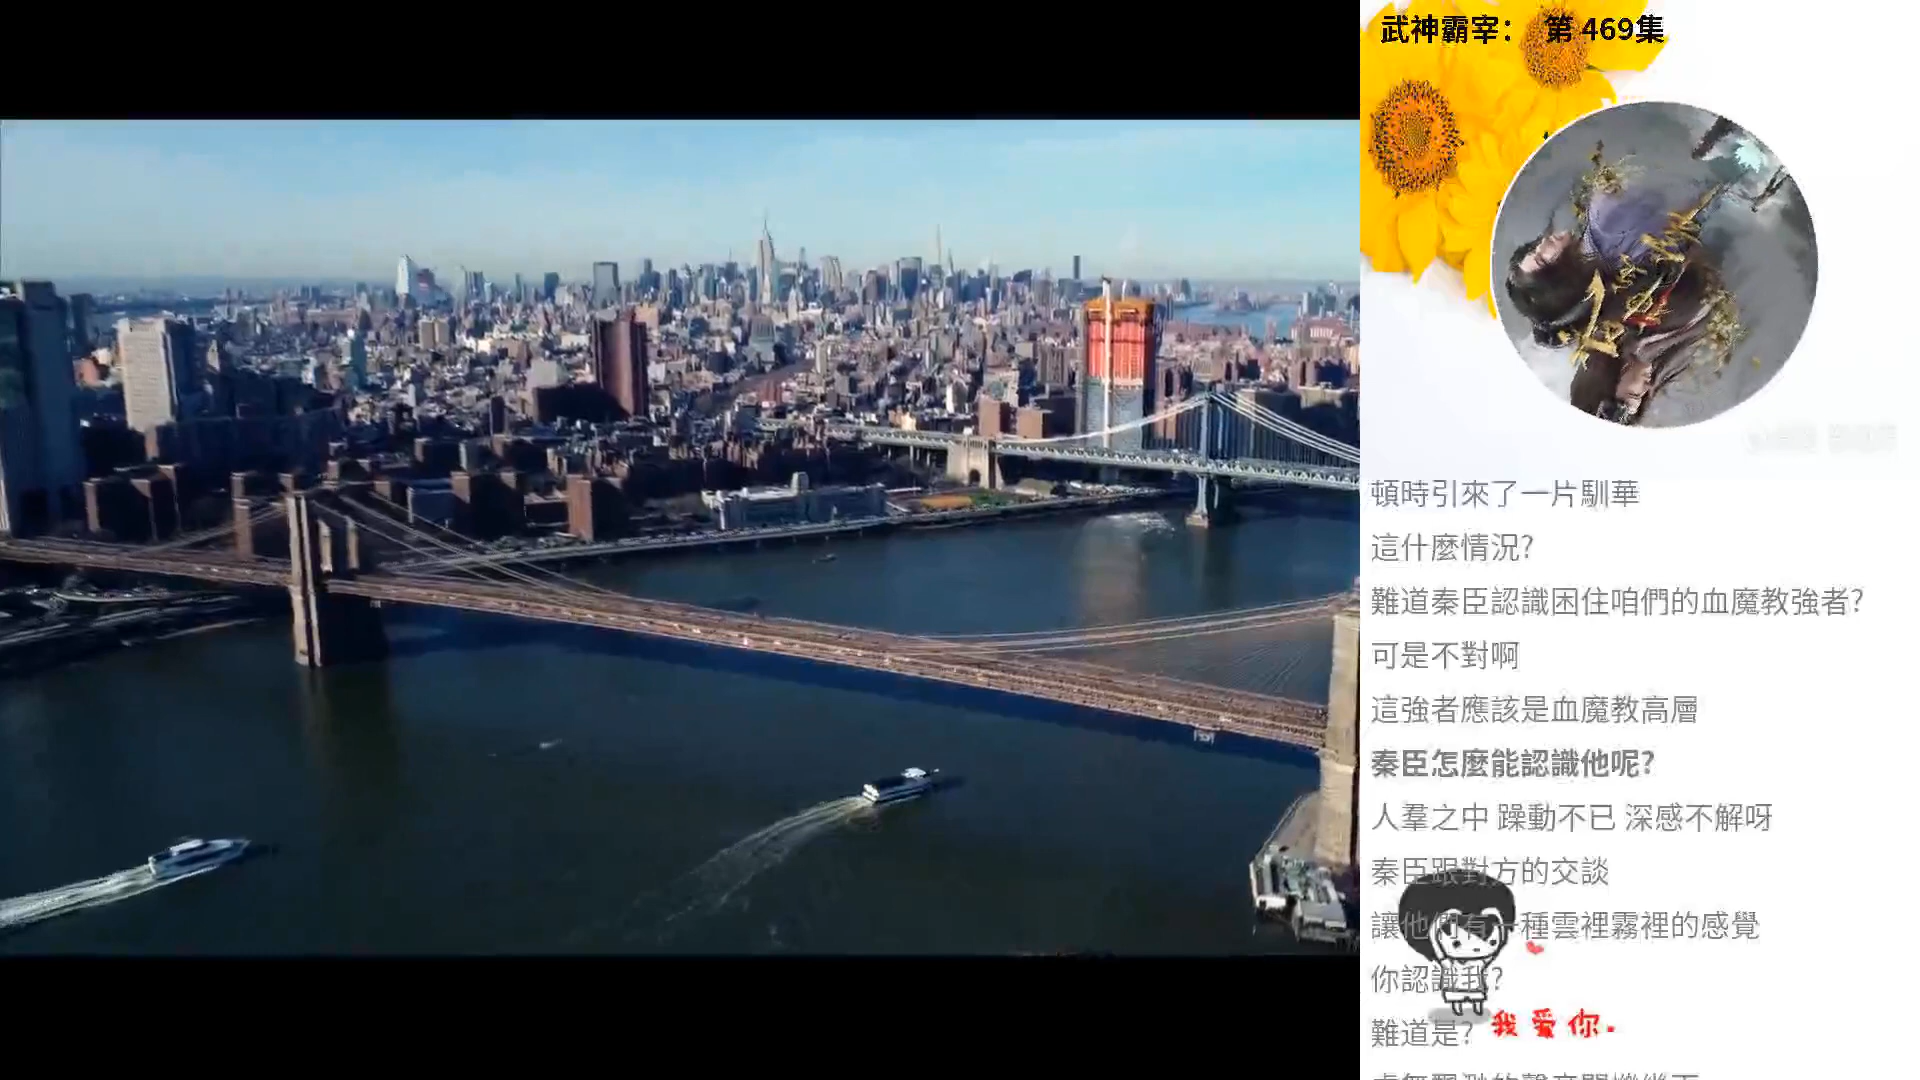 武神霸宰： 第 469集
頓時引來了一片馴華
這什麼情況?
難道秦臣認識困住咱們的血魔教強者?
可是不對啊
這強者應該是血魔教高層
秦臣怎麼能認識他呢?
人羣之中 躁動不已 深感不解呀
秦臣跟對方的交談
讓他們有一種雲裡霧裡的感覺
你認識我?
難道是?
我爱你.